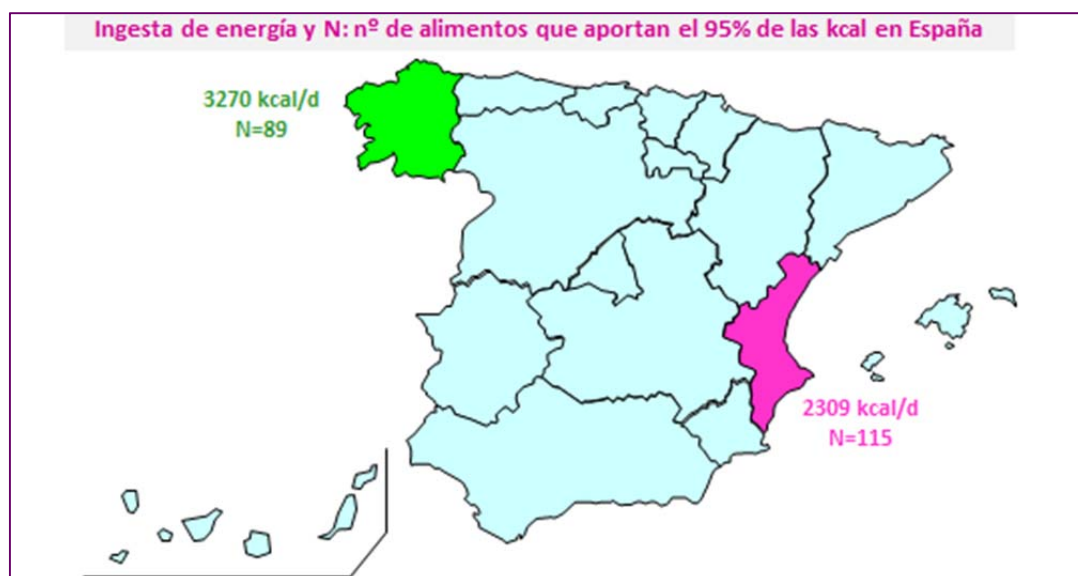 Ingesta de energía y N: nº de alimentos que aportan el 95% de las kcal en España
3270 kcal/d
N=89
2309 kcal/d
N=115